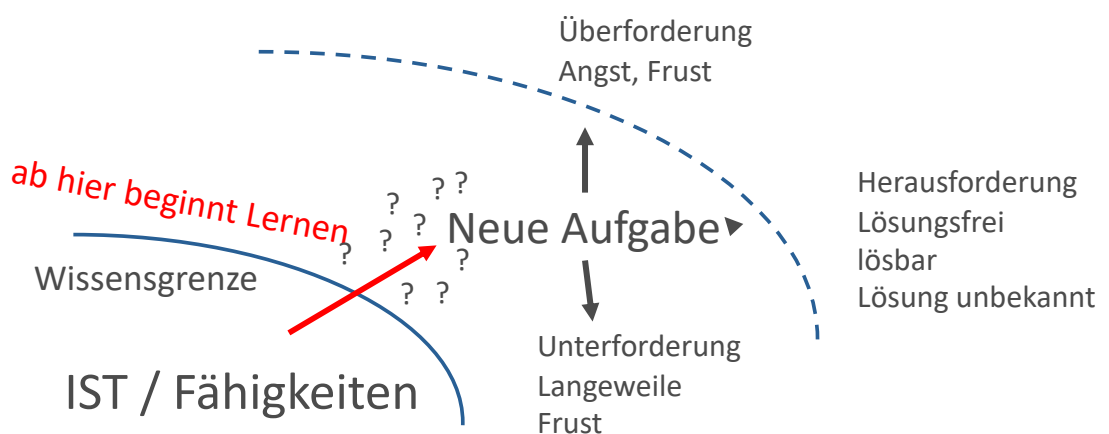 Überforderung
Angst, Frust
ab hier beginnt Lernen
? ? ?
? ?
? ?
? ?
Neue Aufgabe
Herausforderung
Lösungsfrei
lösbar
Lösung unbekannt
Wissensgrenze
IST / Fähigkeiten
Unterforderung
Langeweile
Frust